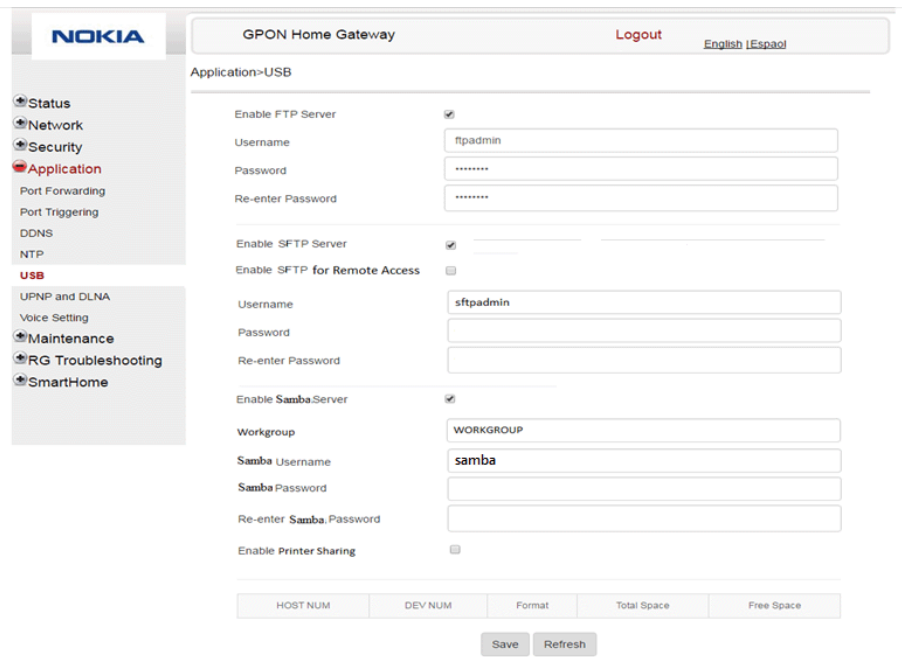 NOKIA
GPON Home Gateway
Logout
English |Espaol
Application>USB
Status
Network
Security
Application
Port Forwarding
Port Triggering
DDNS
NTP
USB
UPNP and DLNA
Voice Setting
Maintenance
RG Troubleshooting
SmartHome
Enable FTP Server
Username ftpadmin
Password ********
Re-enter Password ********
Enable SFTP Server
Enable SFTP for Remote Access
Username sftpadmin
Password
Re-enter Password
Enable Samba.Server
Workgroup WORKGROUP
Samba Username samba
Samba Password
Re-enter Samba. Password
Enable Printer Sharing
HOST NUM DEV NUM Format Total Space Free Space
Save Refresh